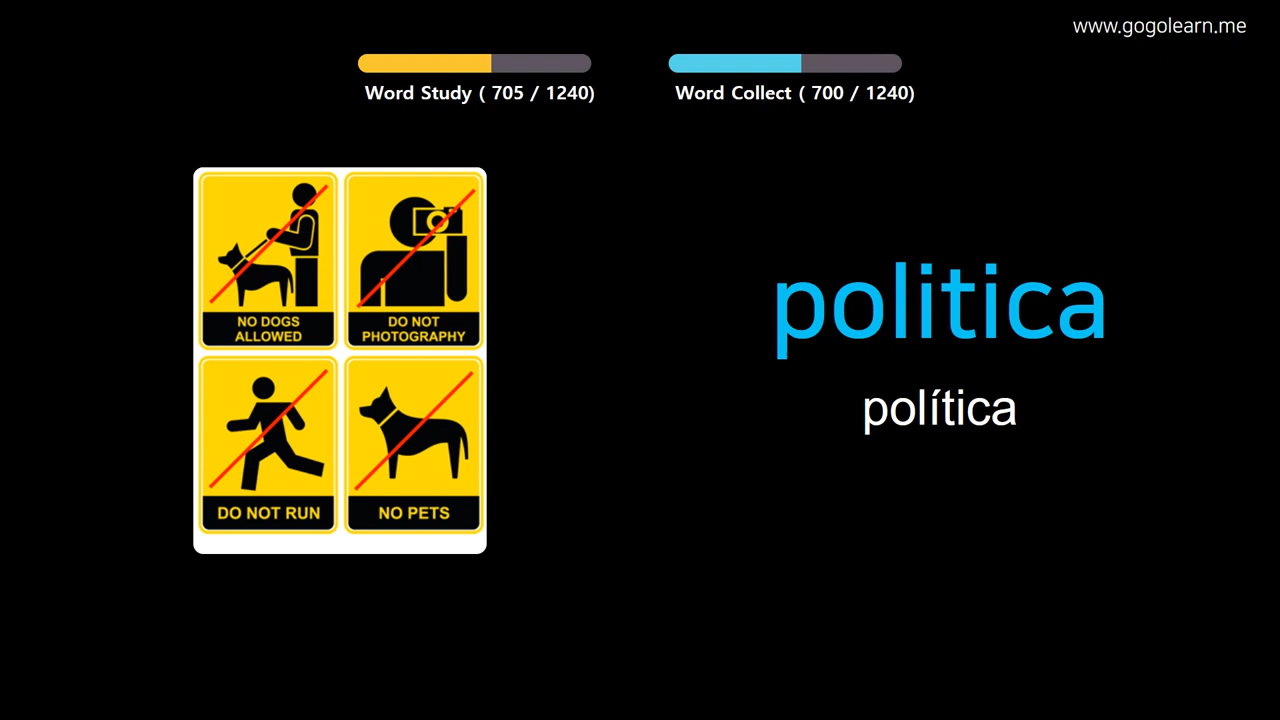 www.gogolearn.me
Word Study ( 705 / 1240)
Word Collect ( 700 / 1240)
NO DOGS
ALLOWED
DO NOT
PHOTOGRAPHY
DO NOT RUN
NO PETS
politica
política